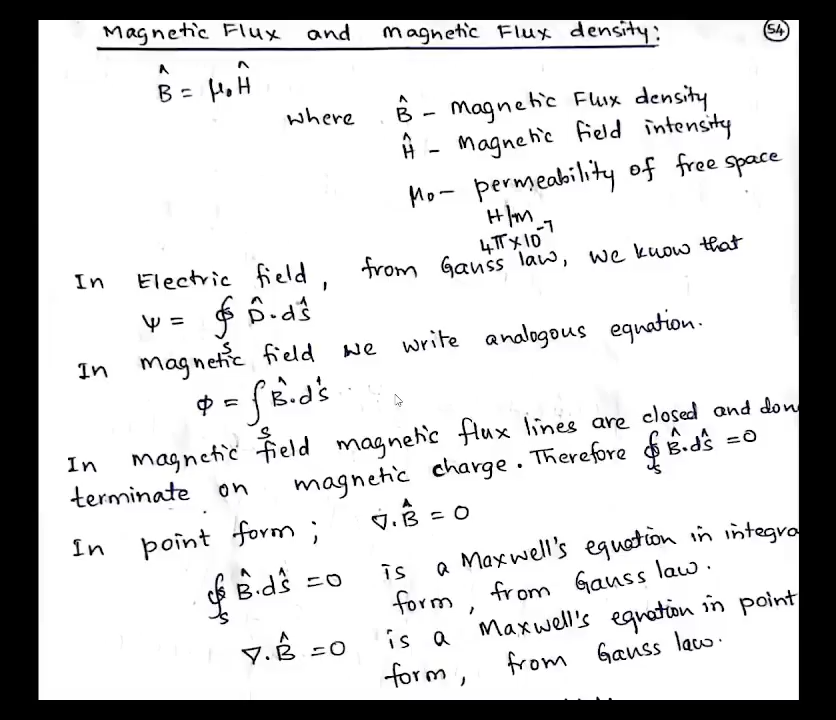 Magnetic Flux and magnetic Flux density:
54
B̂ = μ₀Ĥ
where B̂ - magnetic Flux density
Ĥ - magnetic field intensity
μ₀ - permeability of free space
H/m
4π×10⁻⁷
In Electric field, from Gauss law, we know that
ψ = ∮s D̂.dŝ
In magnetic field we write analogous equation.
φ = ∫s B̂.dŝ
In magnetic field magnetic flux lines are closed and don
terminate on magnetic charge. Therefore ∮s B̂.dŝ = 0
In point form; ∇.B̂ = 0
∮s B̂.dŝ = 0 is a Maxwell's equation in integra
form, from Gauss law.
∇.B̂ = 0 is a Maxwell's equation in point
form, from Gauss law.